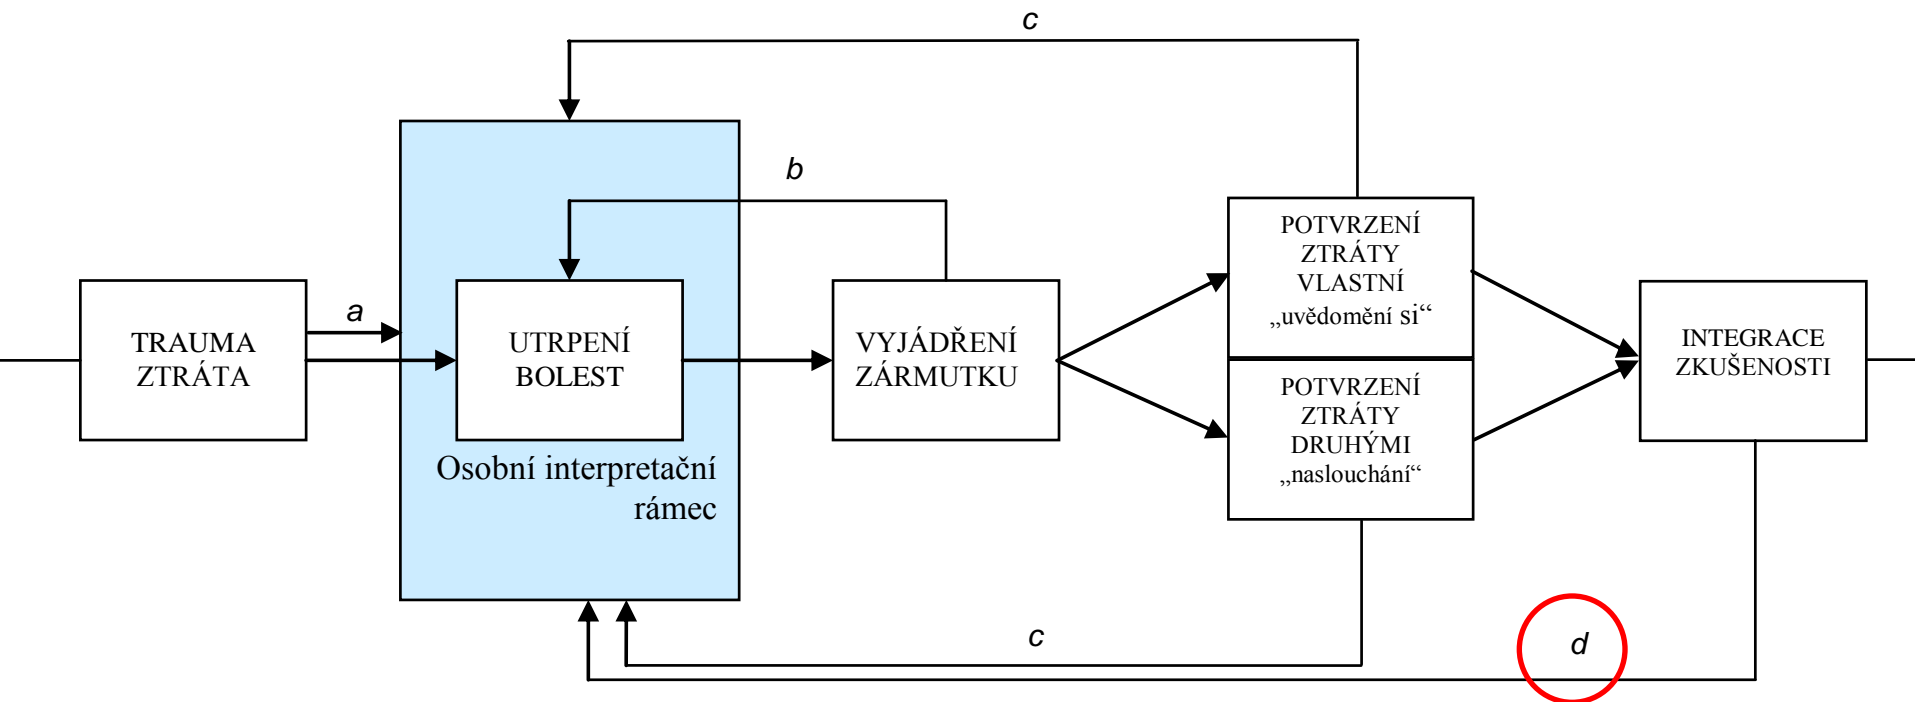 c
b
a
TRAUMA
ZTRÁTA
UTRPENÍ
BOLEST
Osobní interpretační
rámec
VYJÁDŘENÍ
ZÁRMUTKU
POTVRZENÍ
ZTRÁTY
VLASTNÍ
„uvědomění si“
POTVRZENÍ
ZTRÁTY
DRUHÝMI
„naslouchání“
INTEGRACE
ZKUŠENOSTI
c
d